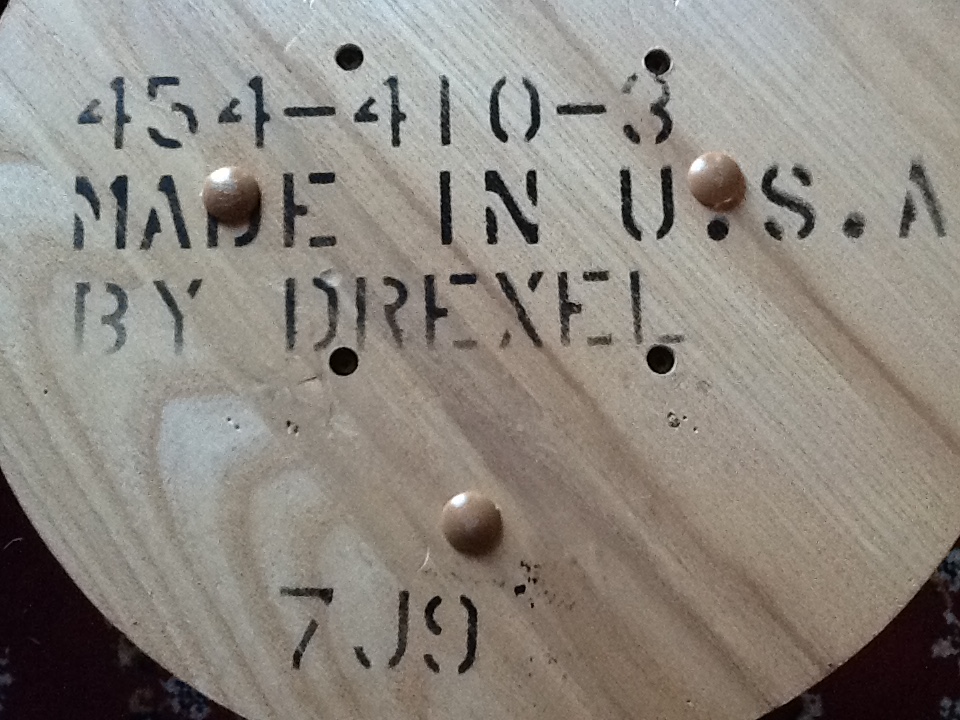 454-410-3
MADE IN U.S.A
BY DREXEL
7J9